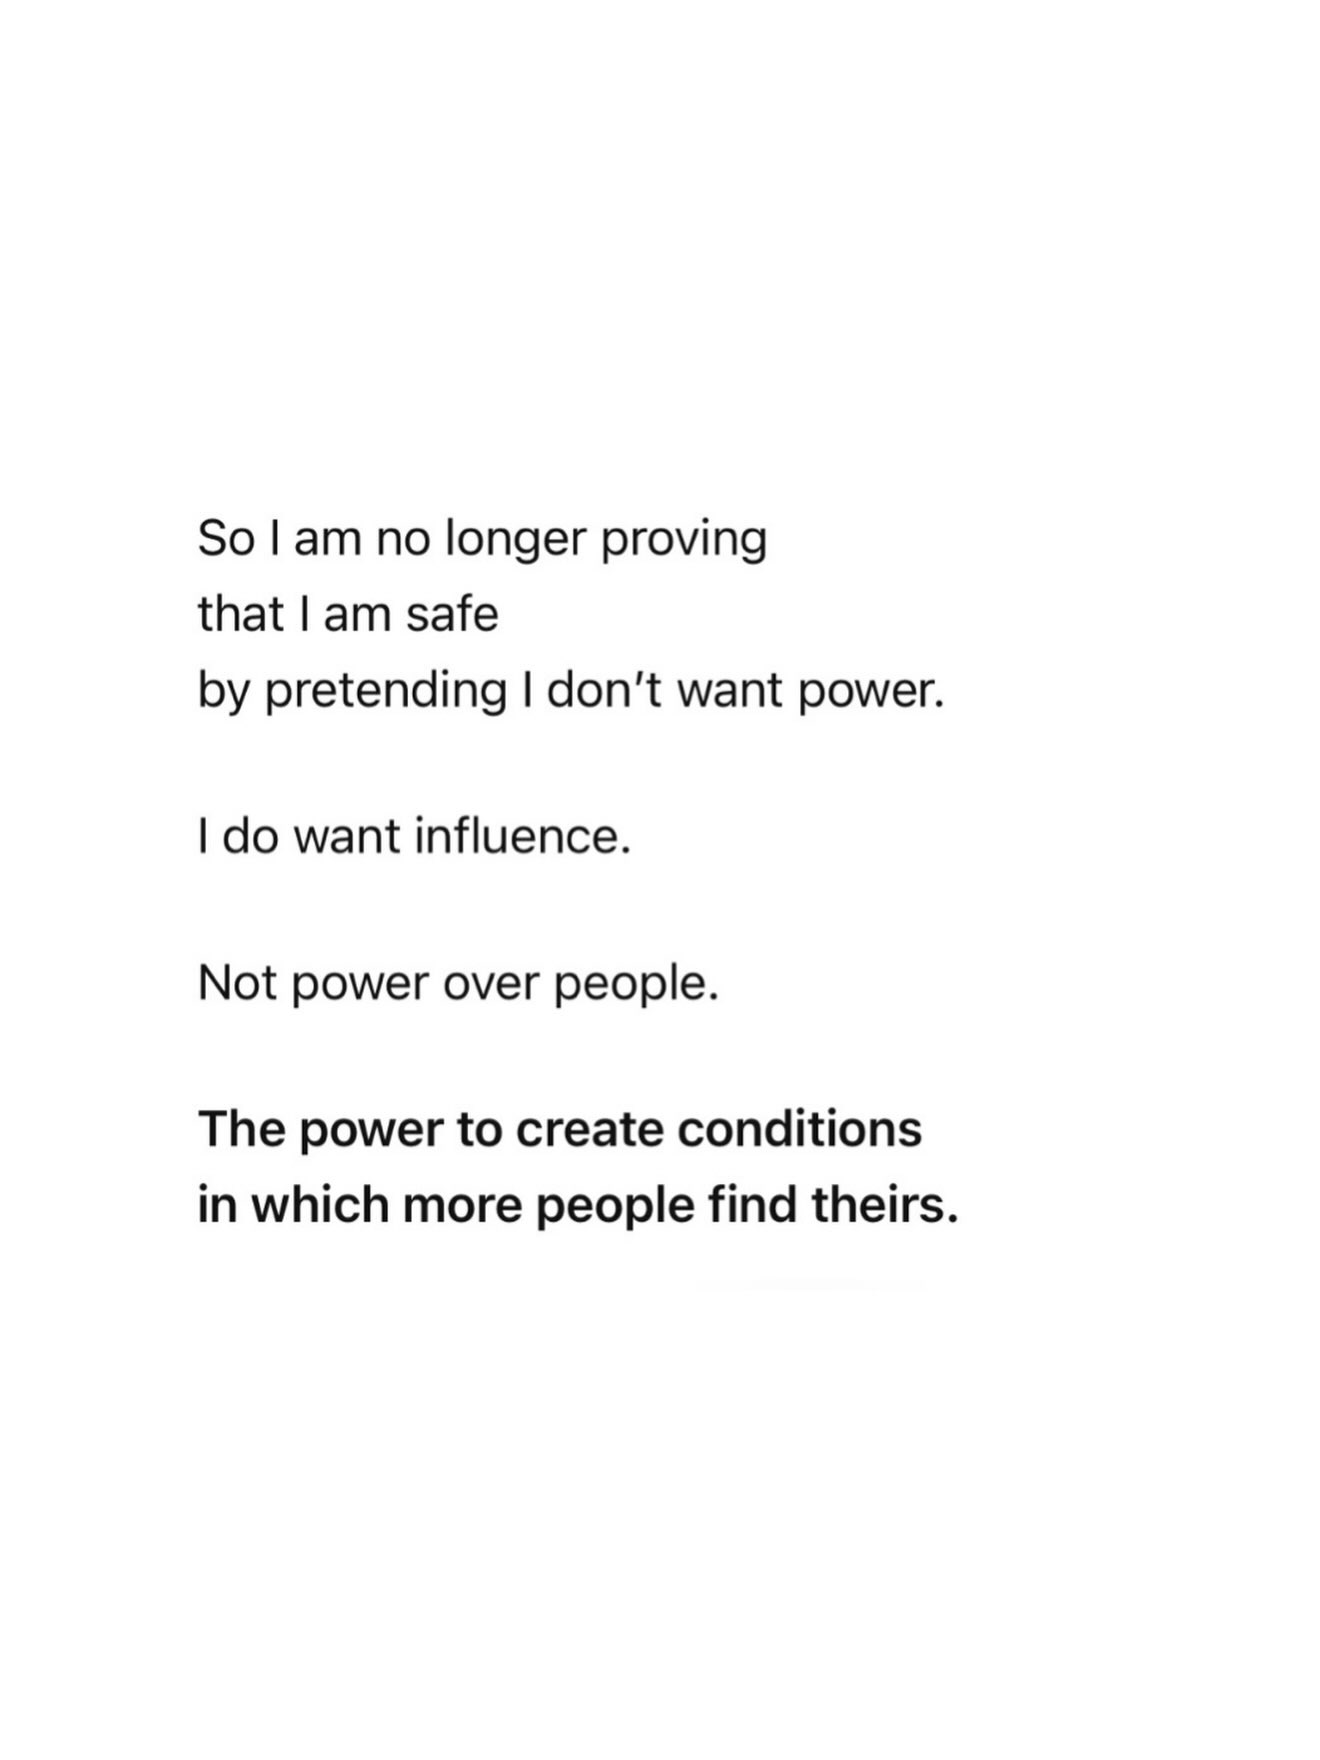 So I am no longer proving
that I am safe
by pretending I don’t want power.
I do want influence.
Not power over people.
The power to create conditions
in which more people find theirs.